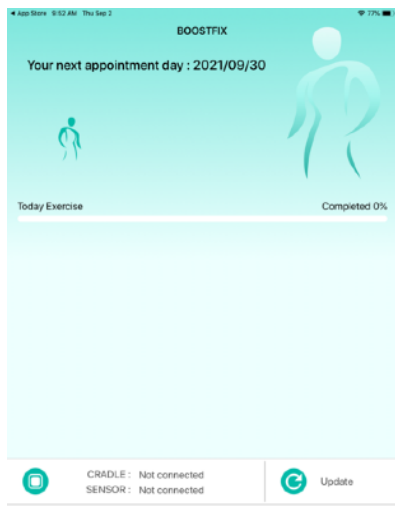 App Store 9:52 AM Thu Sep 2 77%
BOOSTFIX
Your next appointment day : 2021/09/30
Today Exercise Completed 0%
CRADLE : Not connected
SENSOR : Not connected
Update